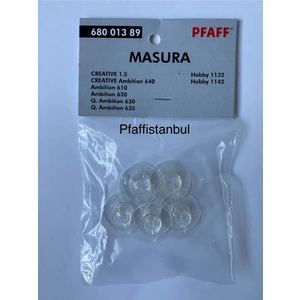 680 013 89
PFAFF
MASURA
CREATIVE 1.5
CREATIVE Ambition 640
Ambition 610
Ambition 620
Q. Ambition 630
Q. Ambition 635
Hobby 1132
Hobby 1142
Pfaffistanbul